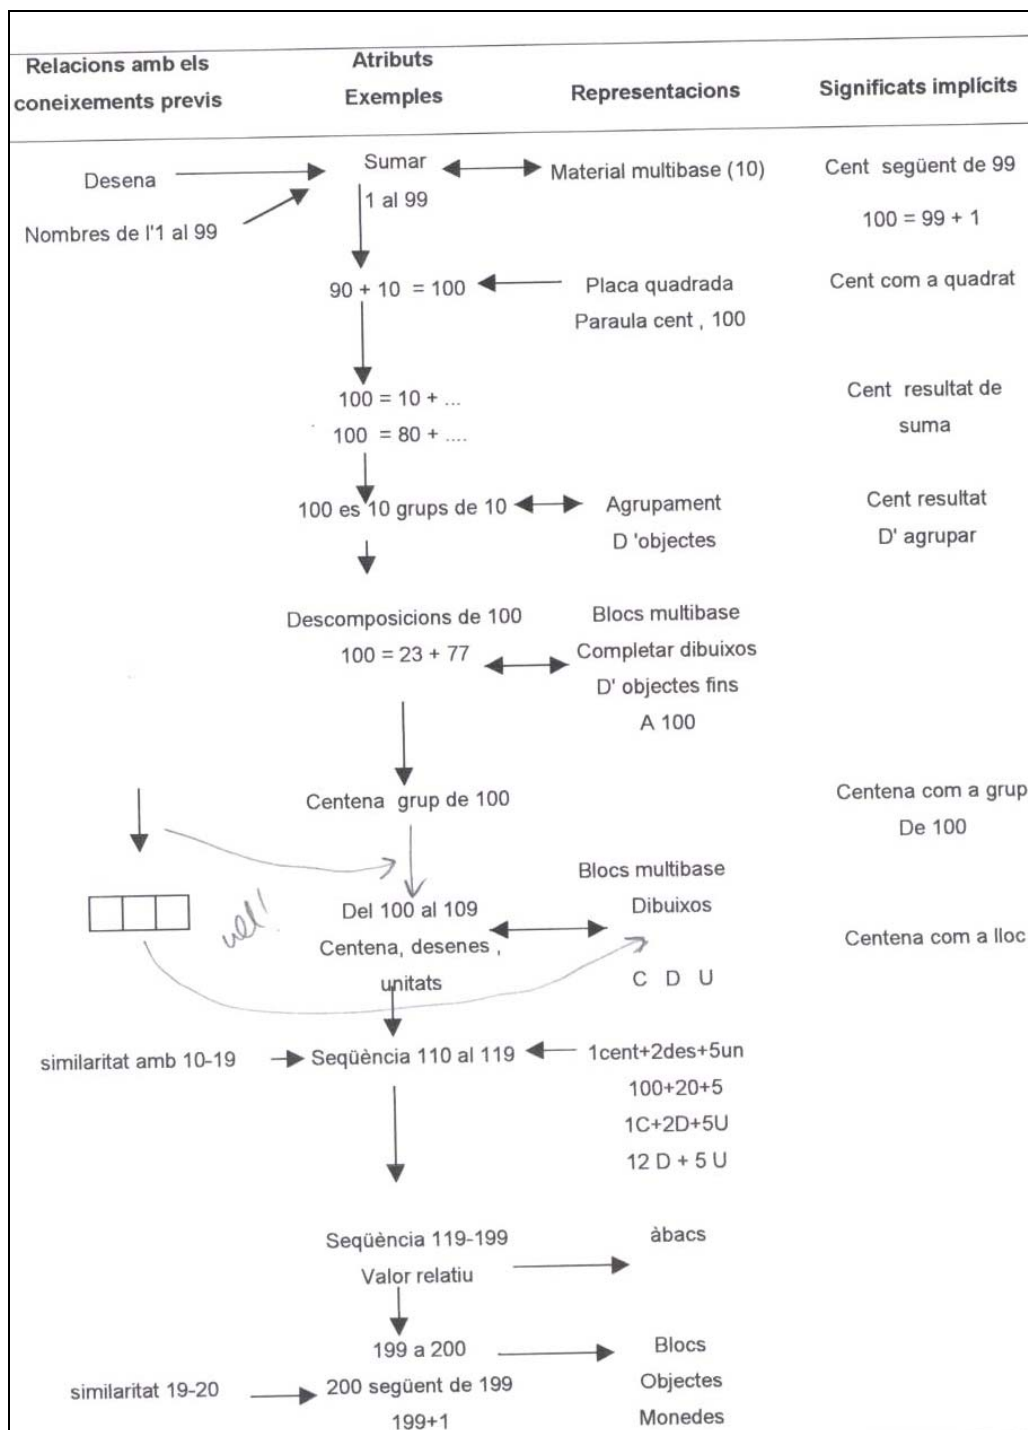 Relacions amb els
coneixements previs
Atributs
Exemples
Representacions
Significats implícits
Desena
Nombres de l'1 al 99
Sumar
1 al 99
Material multibase (10)
Cent següent de 99
100 = 99 + 1
90 + 10 = 100
Placa quadrada
Paraula cent , 100
Cent com a quadrat
100 = 10 + ...
100 = 80 + ....
Cent resultat de
suma
100 es 10 grups de 10
Agrupament
D 'objectes
Cent resultat
D' agrupar
Descomposicions de 100
100 = 23 + 77
Blocs multibase
Completar dibuixos
D' objectes fins
A 100
Centena grup de 100
Centena com a grup
De 100
Del 100 al 109
Centena, desenes ,
unitats
Blocs multibase
Dibuixos
C D U
Centena com a lloc
similaritat amb 10-19
Seqüència 110 al 119
1cent+2des+5un
100+20+5
1C+2D+5U
12 D + 5 U
Seqüència 119-199
Valor relatiu
àbacs
199 a 200
200 següent de 199
199+1
similaritat 19-20
Blocs
Objectes
Monedes